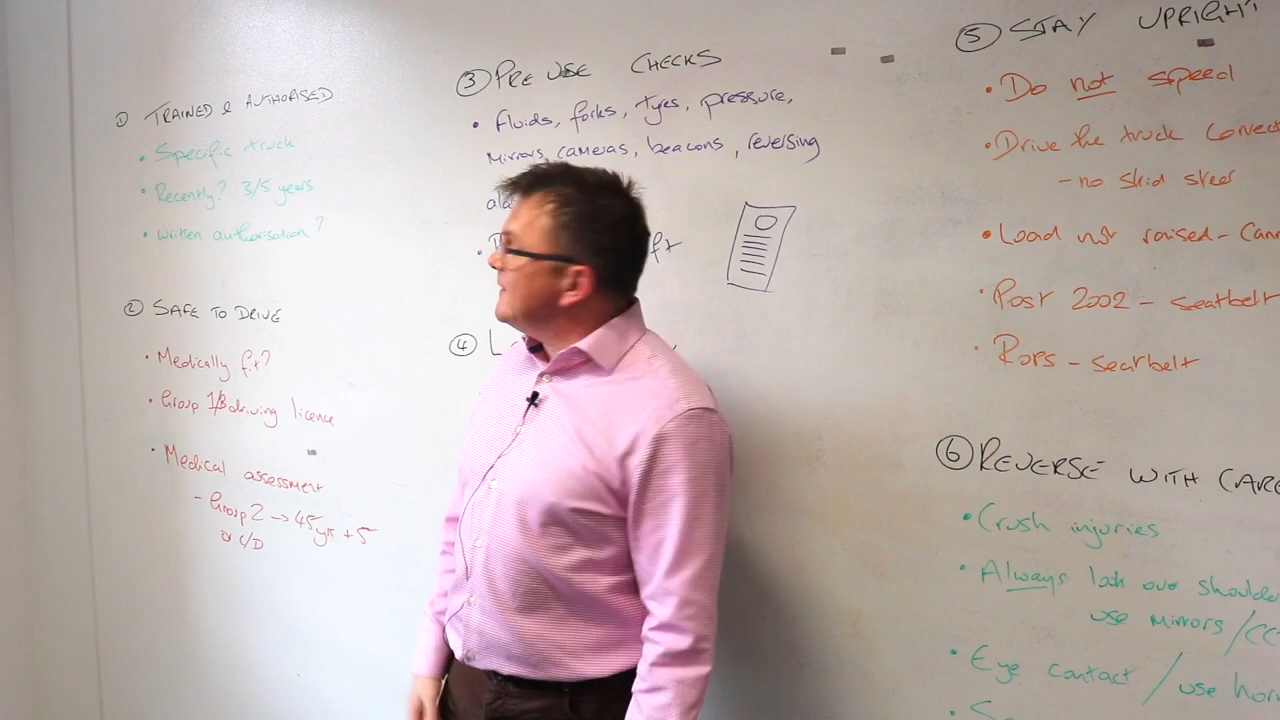 ① TRAINED & AUTHORISED
• Specific truck
• Recently? 3/5 years
• Written authorisation?
② SAFE TO DRIVE
• Medically fit?
• Group 1/B driving licence
• Medical assessment
- Group 2 → 45yrs + 5
or C/D
③ PRE USE CHECKS
• Fluids, forks, tyres, pressure,
mirrors, cameras, beacons, reversing
④ L
⑤ STAY UPRIGHT
• Do not speed
• Drive the truck correct
- no skid steer
• Load not raised -
• Post 2002 - seatbelt
• ROPS - seatbelt
⑥ REVERSE WITH CARE
• Crush injuries
• Always look over shoulde
use mirrors/CC
• Eye contact / use horn